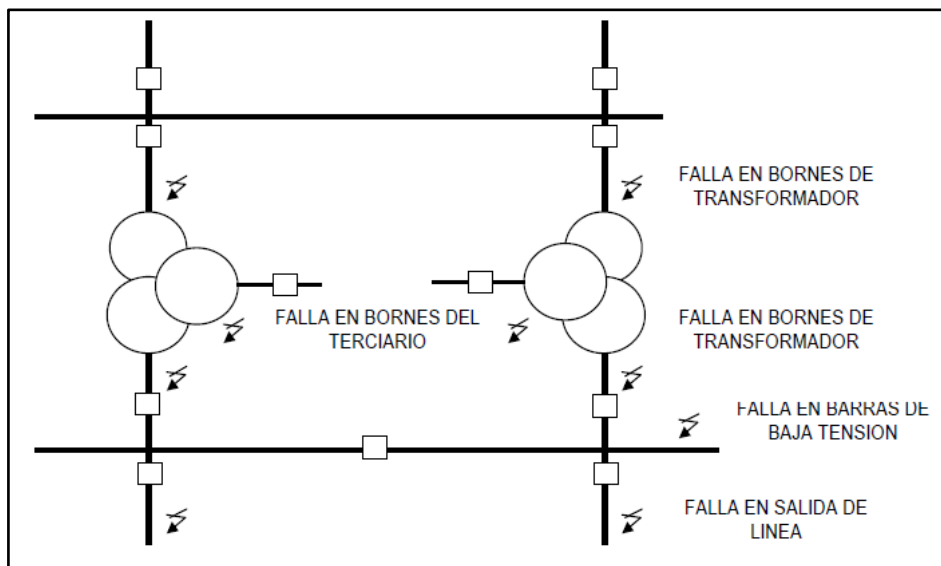 FALLA EN BORNES DE
TRANSFORMADOR
FALLA EN BORNES DEL
TERCIARIO
FALLA EN BORNES DE
TRANSFORMADOR
FALLA EN BARRAS DE
BAJA TENSION
FALLA EN SALIDA DE
LINEA